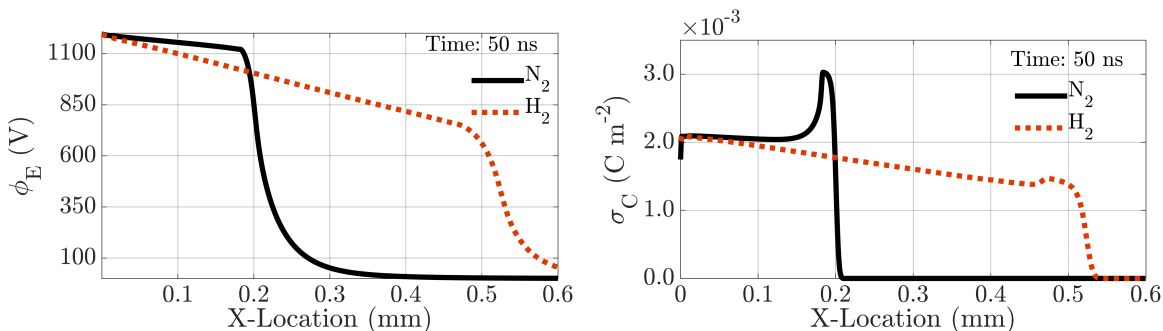 Time: 50 ns
N2
H2
1100
850
600
350
100
ϕE (V)
0.1 0.2 0.3 0.4 0.5 0.6
X-Location (mm)
×10-3
Time: 50 ns
N2
H2
3.0
2.0
1.0
0.0
σC (C m-2)
0 0.1 0.2 0.3 0.4 0.5 0.6
X-Location (mm)